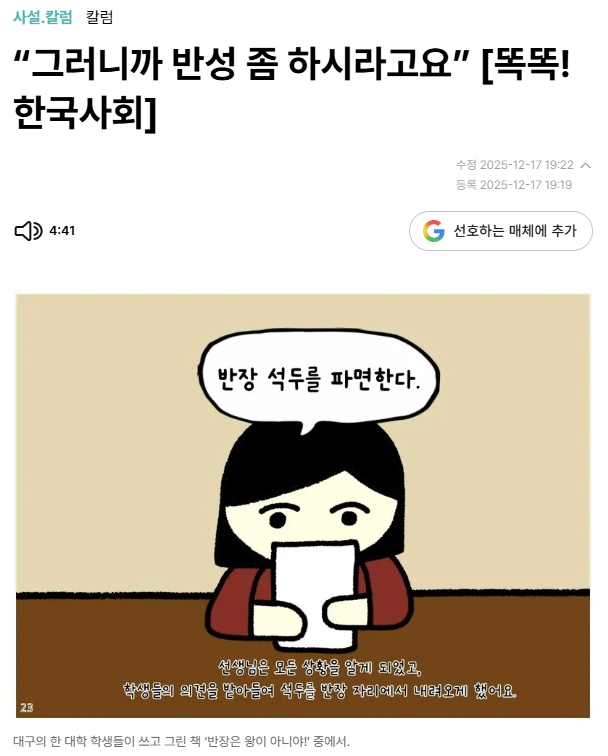 사설.칼럼 칼럼
“그러니까 반성 좀 하시라고요” [똑똑!
한국사회]
수정 2025-12-17 19:22
등록 2025-12-17 19:19
4:41
선호하는 매체에 추가
반장 석두를 파면한다.
선생님은 모든 상황을 알게 되었고,
학생들의 의견을 받아들여 석두를 반장 자리에서 내려오게 했어요.
23
대구의 한 대학 학생들이 쓰고 그린 책 ‘반장은 왕이 아니야!’ 중에서.